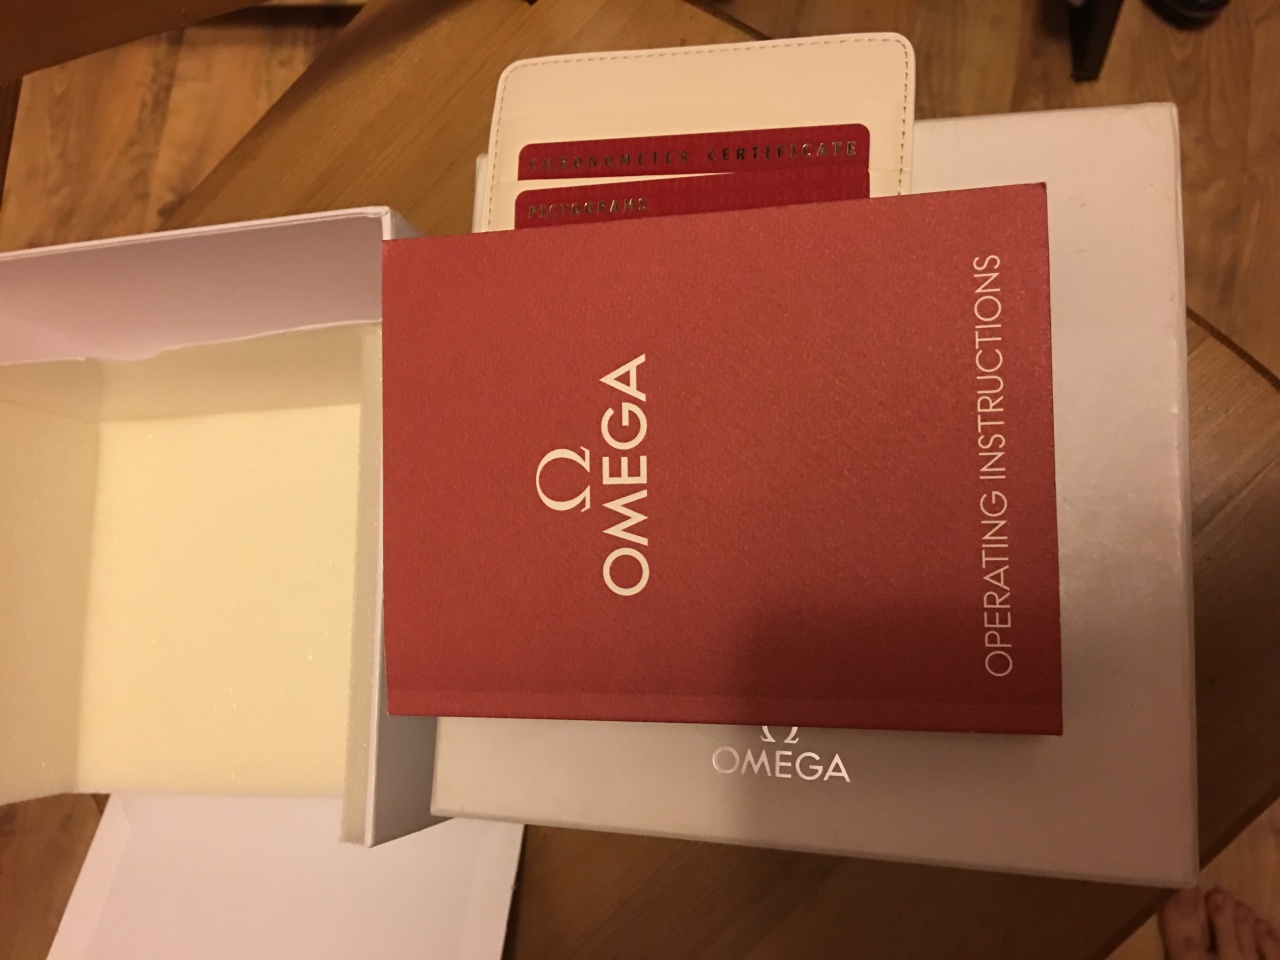 CHRONOMETER CERTIFICATE
PICTOGRAMS
Ω
OMEGA
OPERATING INSTRUCTIONS
Ω
OMEGA